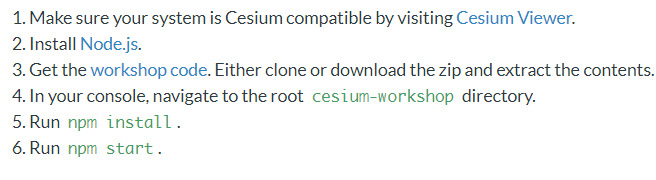 1. Make sure your system is Cesium compatible by visiting Cesium Viewer.
2. Install Node.js.
3. Get the workshop code. Either clone or download the zip and extract the contents.
4. In your console, navigate to the root cesium-workshop directory.
5. Run npm install.
6. Run npm start.